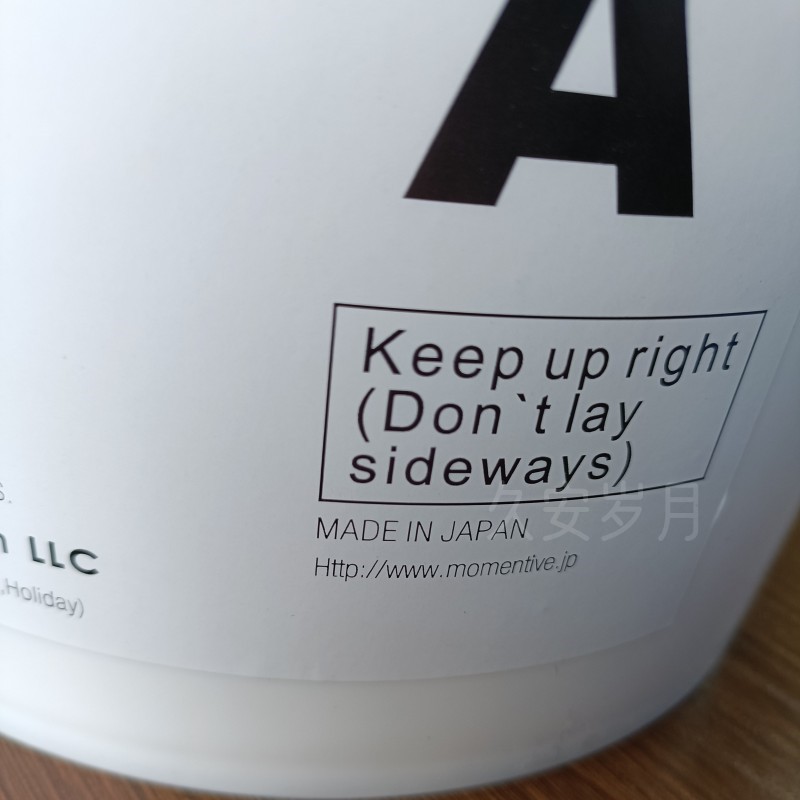 A
Keep up right
(Don`t lay
sideways)
久安岁月
MADE IN JAPAN
Http://www.momentive.jp
LLC
,Holiday)